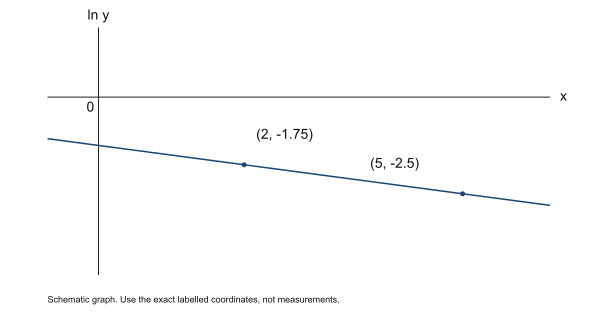 ln y
x
0
(2, -1.75)
(5, -2.5)
Schematic graph. Use the exact labelled coordinates, not measurements.